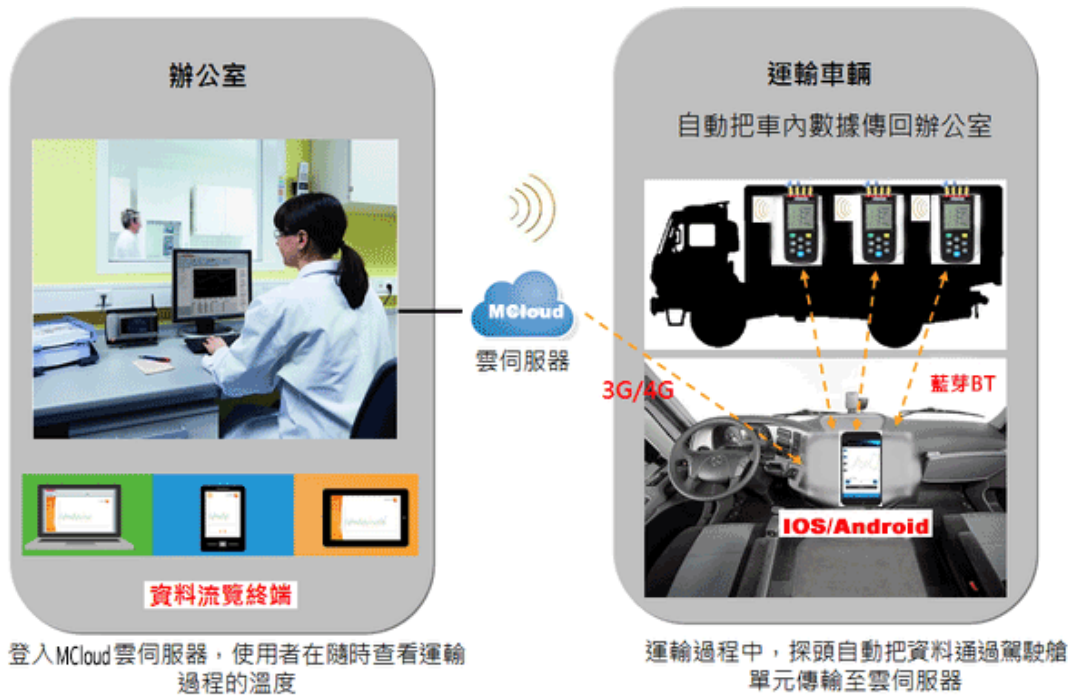 辦公室
資料流覽終端
登入MCloud雲伺服器，使用者在隨時查看運輸
過程的溫度
MCloud
雲伺服器
3G/4G
運輸車輛
自動把車內數據傳回辦公室
藍芽BT
IOS/Android
運輸過程中，探頭自動把資料通過駕駛艙
單元傳輸至雲伺服器